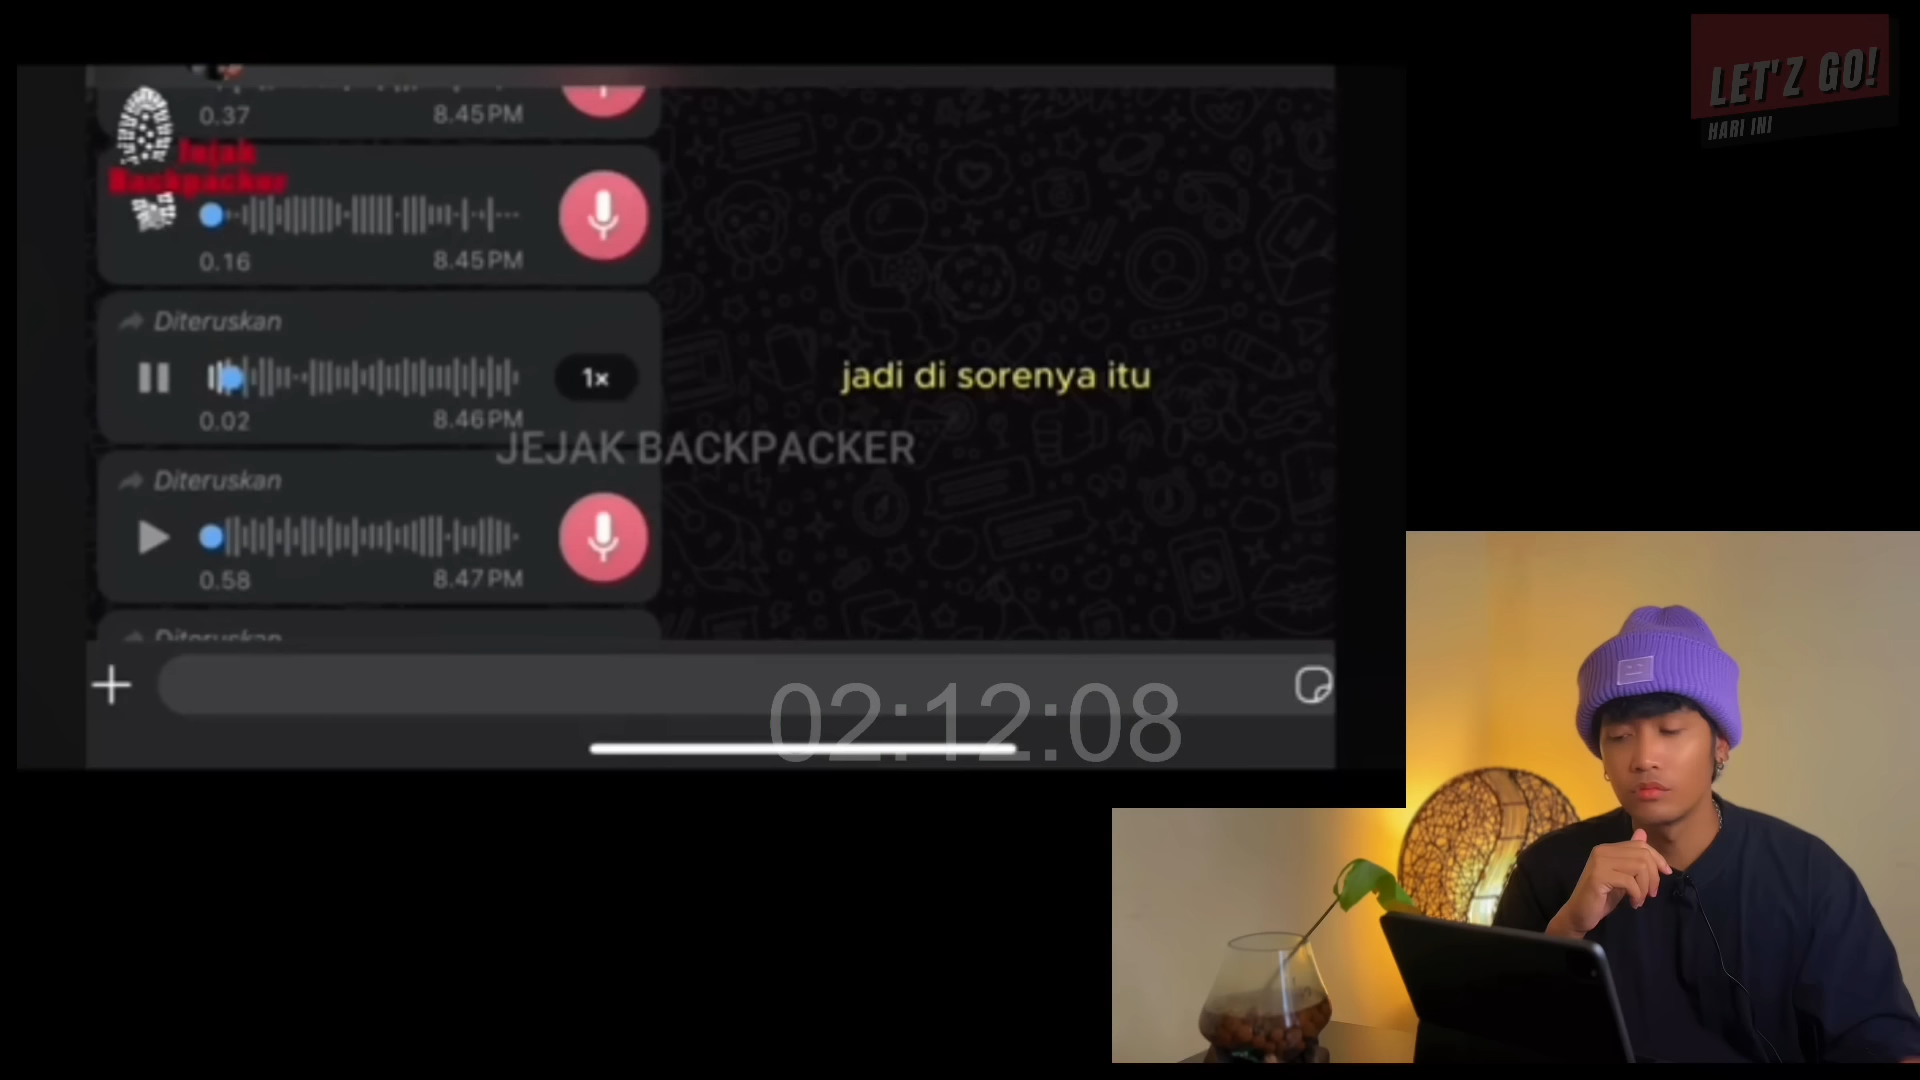 LET'Z GO!
HARI INI
0.37
8.45 PM
Jejak
Backpacker
0.16
8.45 PM
Diteruskan
1x
0.02
8.46 PM
jadi di sorenya itu
JEJAK BACKPACKER
Diteruskan
0.58
8.47 PM
Diteruskan
02:12:08